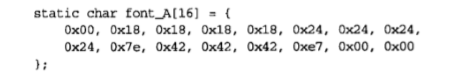 static char font_A[16] = {
0x00, 0x18, 0x18, 0x18, 0x18, 0x24, 0x24, 0x24,
0x24, 0x7e, 0x42, 0x42, 0x42, 0xe7, 0x00, 0x00
};